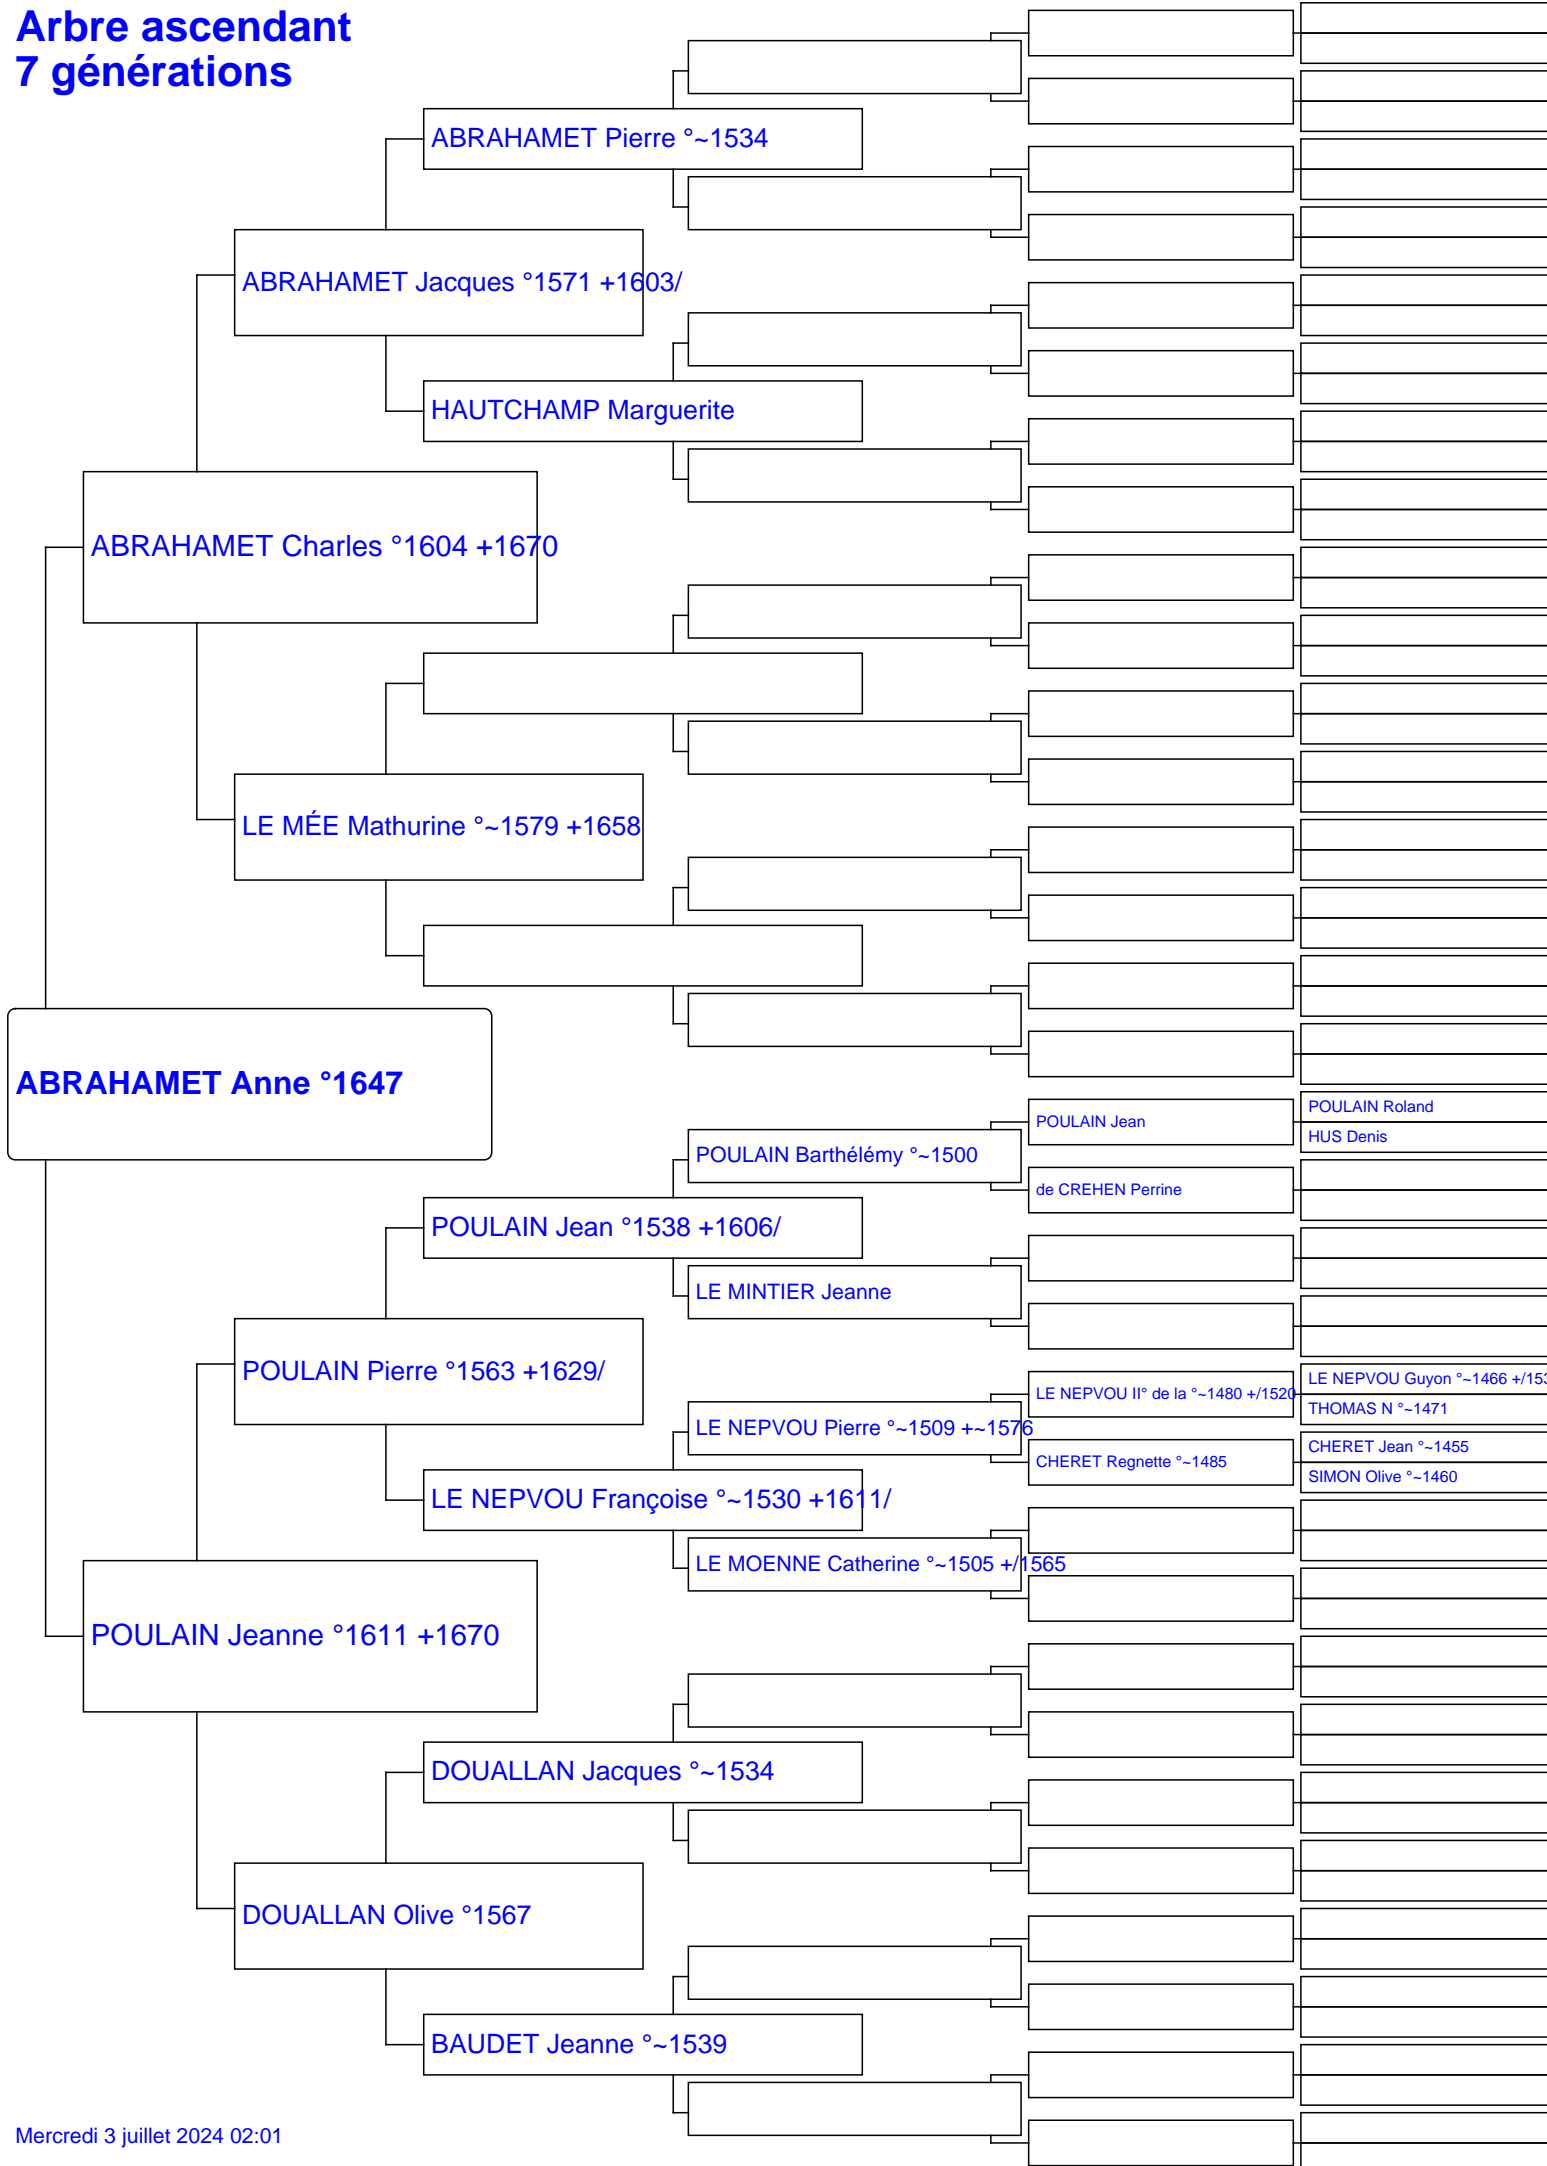 Arbre ascendant
7 générations
ABRAHAMET Pierre °~1534
ABRAHAMET Jacques °1571 +1603/
HAUTCHAMP Marguerite
ABRAHAMET Charles °1604 +1670
LE MÉE Mathurine °~1579 +1658
ABRAHAMET Anne °1647
POULAIN Roland
POULAIN Jean
HUS Denis
POULAIN Barthélémy °~1500
de CREHEN Perrine
POULAIN Jean °1538 +1606/
LE MINTIER Jeanne
POULAIN Pierre °1563 +1629/
LE NEPVOU Guyon °~1466 +/153
LE NEPVOU II° de la °~1480 +/1520
THOMAS N °~1471
LE NEPVOU Pierre °~1509 +~1576
CHERET Jean °~1455
CHERET Regnette °~1485
SIMON Olive °~1460
LE NEPVOU Françoise °~1530 +1611/
LE MOENNE Catherine °~1505 +/1565
POULAIN Jeanne °1611 +1670
DOUALLAN Jacques °~1534
DOUALLAN Olive °1567
BAUDET Jeanne °~1539
Mercredi 3 juillet 2024 02:01